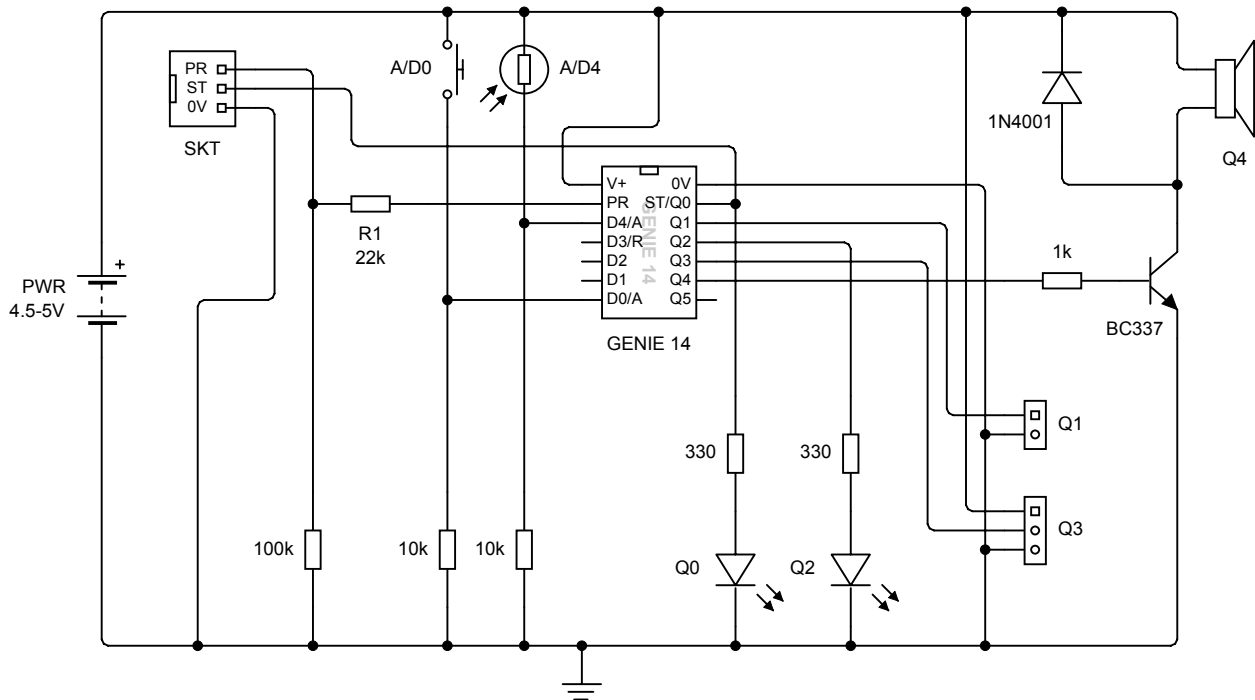 PR
ST
0V
SKT
A/D0
A/D4
1N4001
Q4
V+
PR
D4/A
D3/R
D2
D1
D0/A
0V
ST/Q0
Q1
Q2
Q3
Q4
Q5
GENIE 14
GENIE 14
R1
22k
+
PWR
4.5-5V
1k
BC337
Q1
330
330
Q3
100k
10k
10k
Q0
Q2